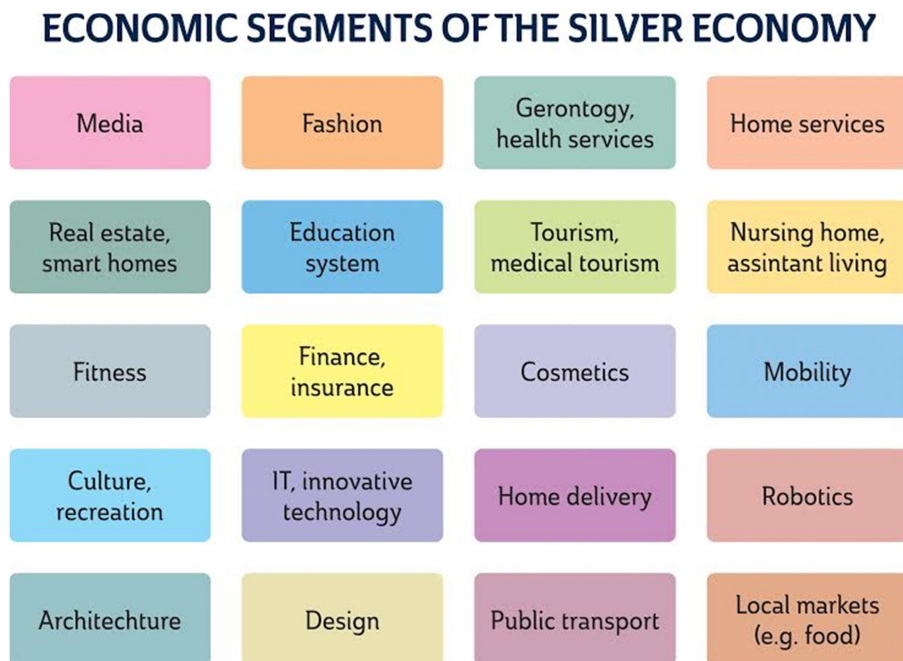 ECONOMIC SEGMENTS OF THE SILVER ECONOMY
Media
Fashion
Gerontogy,
health services
Home services
Real estate,
smart homes
Education
system
Tourism,
medical tourism
Nursing home,
assintant living
Fitness
Finance,
insurance
Cosmetics
Mobility
Culture,
recreation
IT, innovative
technology
Home delivery
Robotics
Architechture
Design
Public transport
Local markets
(e.g. food)